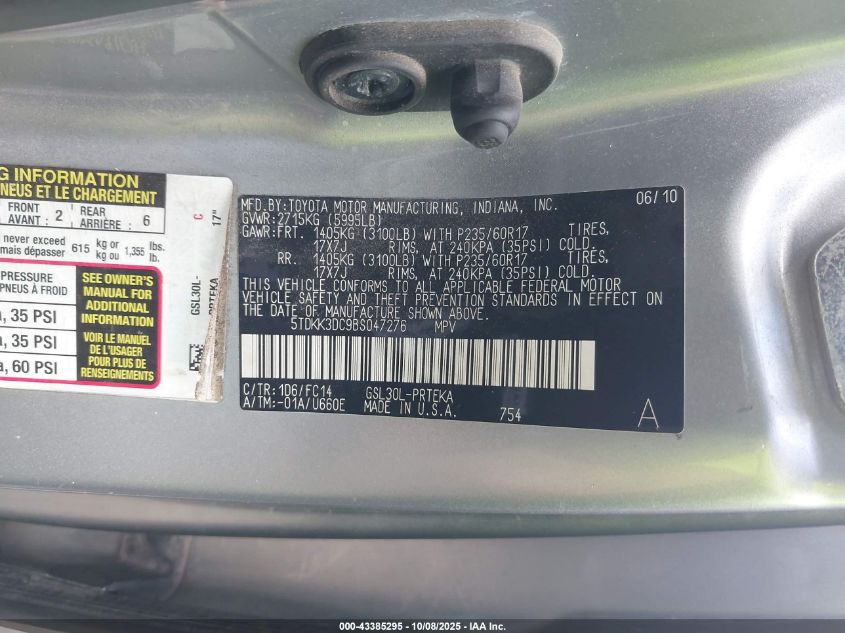 G INFORMATION
PNEUS ET LE CHARGEMENT
FRONT
AVANT : 2
REAR
ARRIÈRE : 6
never exceed
mais dépasser
615 kg or
kg ou
1,355 lbs.
lb.
PRESSURE
PNEUS À FROID
, 35 PSI
, 35 PSI
, 60 PSI
SEE OWNER'S
MANUAL FOR
ADDITIONAL
INFORMATION
VOIR LE MANUEL
DE L'USAGER
POUR PLUS DE
RENSEIGNEMENTS
C
17"
GSL30L-
PRTEKA
MFD.BY:TOYOTA MOTOR MANUFACTURING, INDIANA, INC. 06/10
GVWR:2715KG (5995LB)
GAWR:FRT. 1405KG (3100LB) WITH P235/60R17 TIRES,
17X7J RIMS, AT 240KPA (35PSI) COLD.
RR. 1405KG (3100LB) WITH P235/60R17 TIRES,
17X7J RIMS, AT 240KPA (35PSI) COLD.
THIS VEHICLE CONFORMS TO ALL APPLICABLE FEDERAL MOTOR
VEHICLE SAFETY AND THEFT PREVENTION STANDARDS IN EFFECT ON
THE DATE OF MANUFACTURE SHOWN ABOVE.
5TDKK3DC9BS047276 MPV
C/TR:1D6/FC14 GSL30L-PRTEKA
A/TM:-01A/U660E MADE IN U.S.A. 754 A
000-43385295 - 10/08/2025 - IAA Inc.